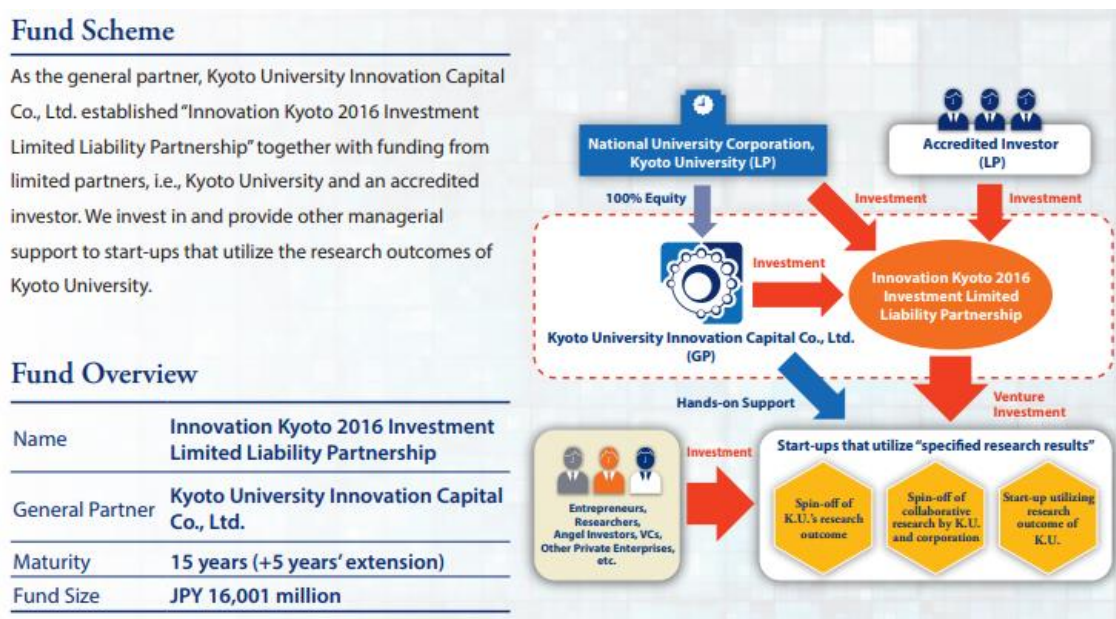 Fund Scheme
As the general partner, Kyoto University Innovation Capital
Co., Ltd. established “Innovation Kyoto 2016 Investment
Limited Liability Partnership” together with funding from
limited partners, i.e., Kyoto University and an accredited
investor. We invest in and provide other managerial
support to start-ups that utilize the research outcomes of
Kyoto University.
Fund Overview
Name
Innovation Kyoto 2016 Investment
Limited Liability Partnership
General Partner
Kyoto University Innovation Capital
Co., Ltd.
Maturity
15 years (+5 years’ extension)
Fund Size
JPY 16,001 million
National University Corporation,
Kyoto University (LP)
Accredited Investor
(LP)
100% Equity
Investment
Investment
Investment
Innovation Kyoto 2016
Investment Limited
Liability Partnership
Kyoto University Innovation Capital Co., Ltd.
(GP)
Hands-on Support
Venture
Investment
Entrepreneurs,
Researchers,
Angel Investors, VCs,
Other Private Enterprises,
etc.
Investment
Start-ups that utilize “specified research results”
Spin-off of
K.U.’s research
outcome
Spin-off of
collaborative
research by K.U.
and corporation
Start-up utilizing
research
outcome of
K.U.